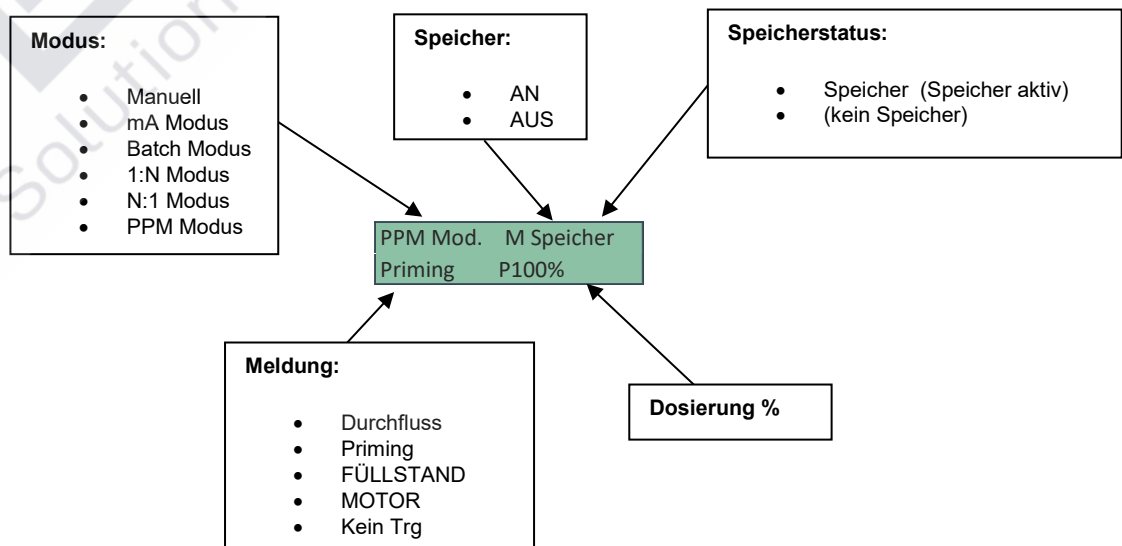 Modus:
• Manuell
• mA Modus
• Batch Modus
• 1:N Modus
• N:1 Modus
• PPM Modus
Speicher:
• AN
• AUS
Speicherstatus:
• Speicher (Speicher aktiv)
• (kein Speicher)
PPM Mod. M Speicher
Priming P100%
Meldung:
• Durchfluss
• Priming
• FÜLLSTAND
• MOTOR
• Kein Trg
Dosierung %
Solution